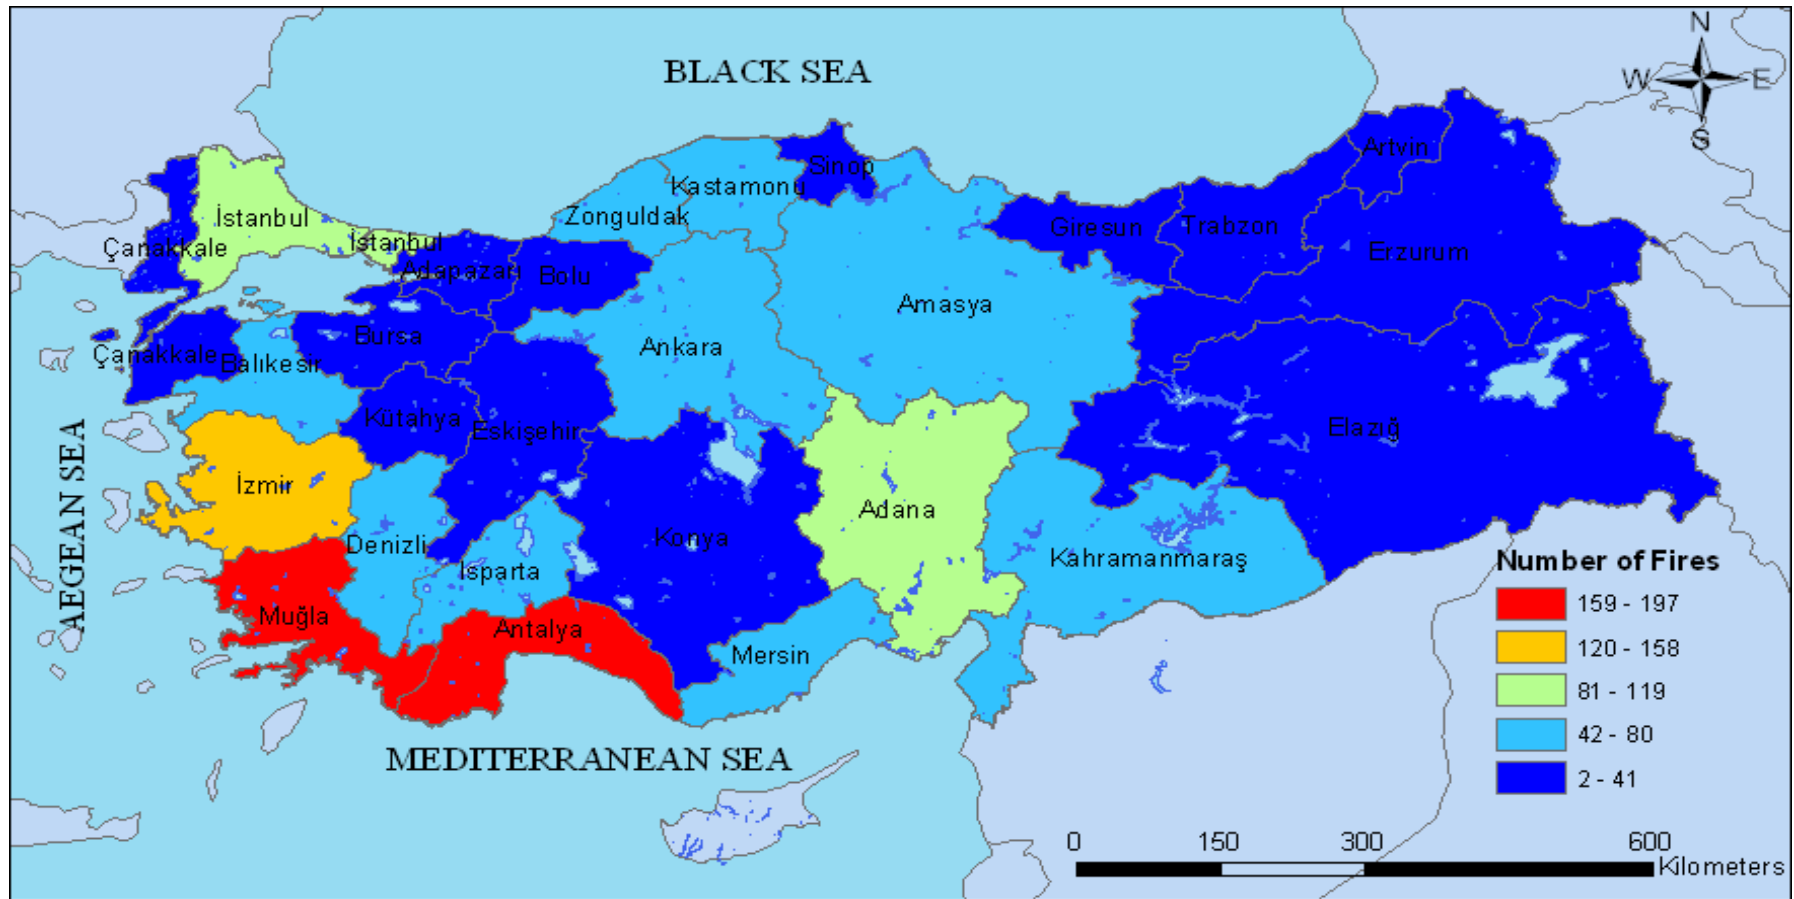 BLACK SEA
N
W
E
S
Artvin
Sinop
Kastamonu
Zonguldak
İstanbul
Giresun
Trabzon
İstanbul
Çanakkale
Erzurum
Adapazarı
Bolu
Amasya
Bursa
Ankara
Çanakkale
Balıkesir
Kütahya
Eskişehir
Elazığ
İzmir
Adana
AEGEAN SEA
Denizli
Konya
Kahramanmaraş
Isparta
Muğla
Antalya
Mersin
MEDITERRANEAN SEA
Number of Fires
159 - 197
120 - 158
81 - 119
42 - 80
2 - 41
0 150 300 600
Kilometers